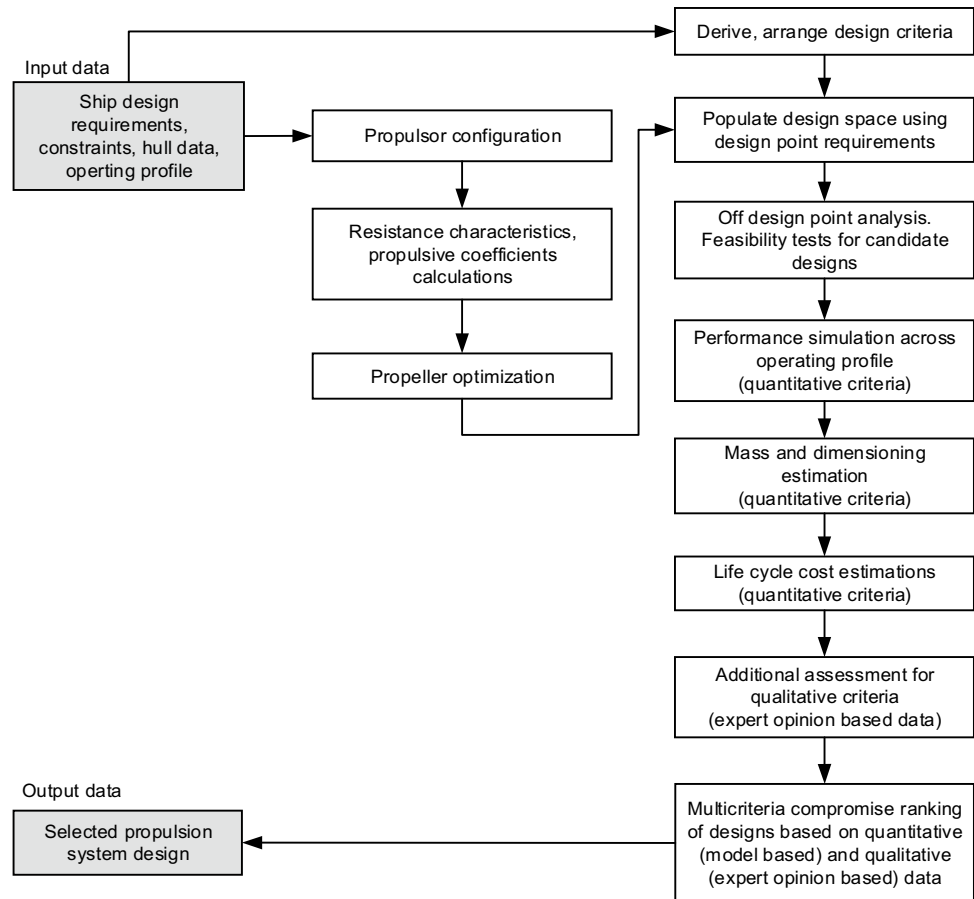 Input data
Ship design
requirements,
constraints, hull data,
operting profile
Propulsor configuration
Resistance characteristics,
propulsive coefficients
calculations
Propeller optimization
Derive, arrange design criteria
Populate design space using
design point requirements
Off design point analysis.
Feasibility tests for candidate
designs
Performance simulation across
operating profile
(quantitative criteria)
Mass and dimensioning
estimation
(quantitative criteria)
Life cycle cost estimations
(quantitative criteria)
Additional assessment for
qualitative criteria
(expert opinion based data)
Multicriteria compromise ranking
of designs based on quantitative
(model based) and qualitative
(expert opinion based) data
Output data
Selected propulsion
system design